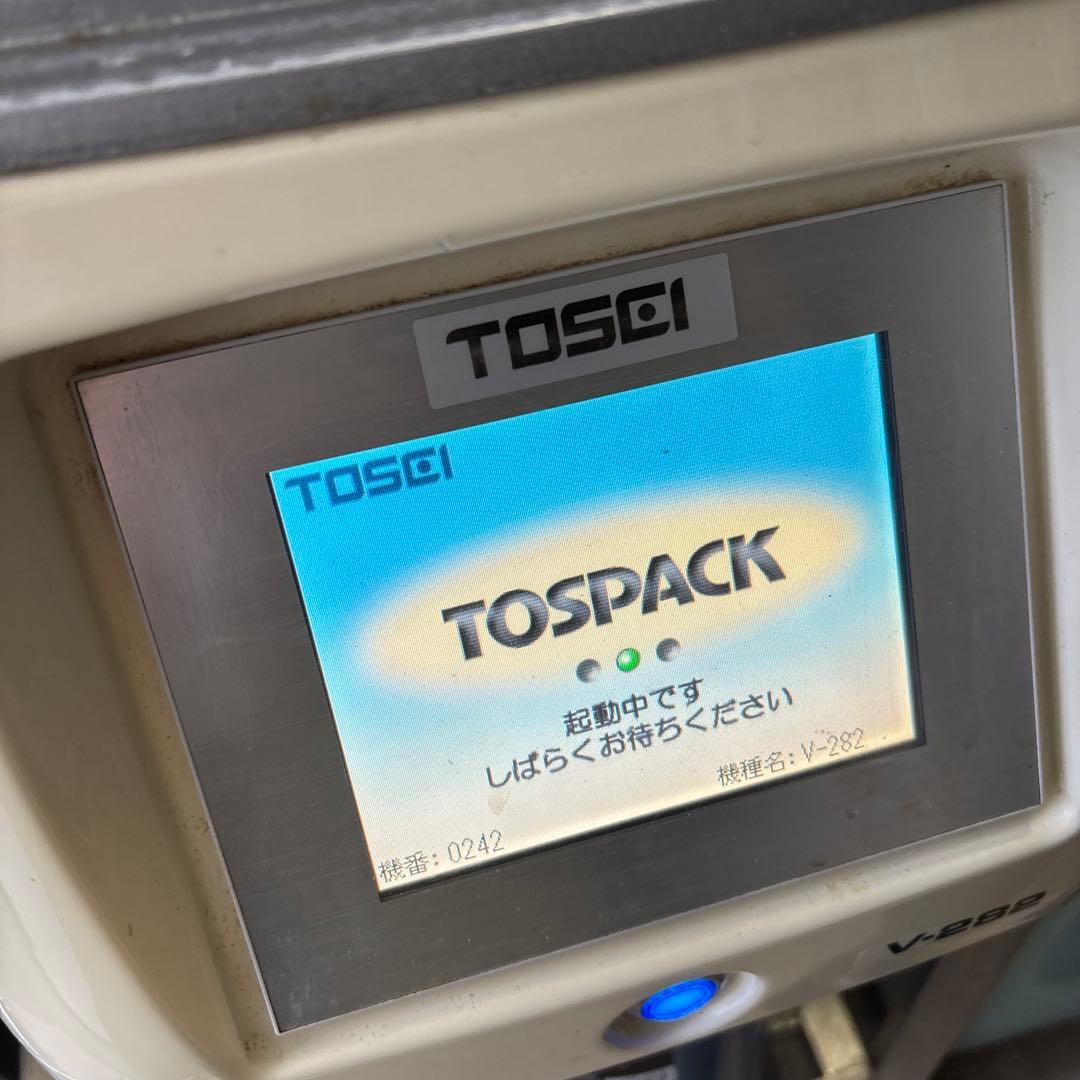 TOSEI
TOSEI
TOSPACK
起動中です
しばらくお待ちください
機種名:V-282
機番:0242
V-282